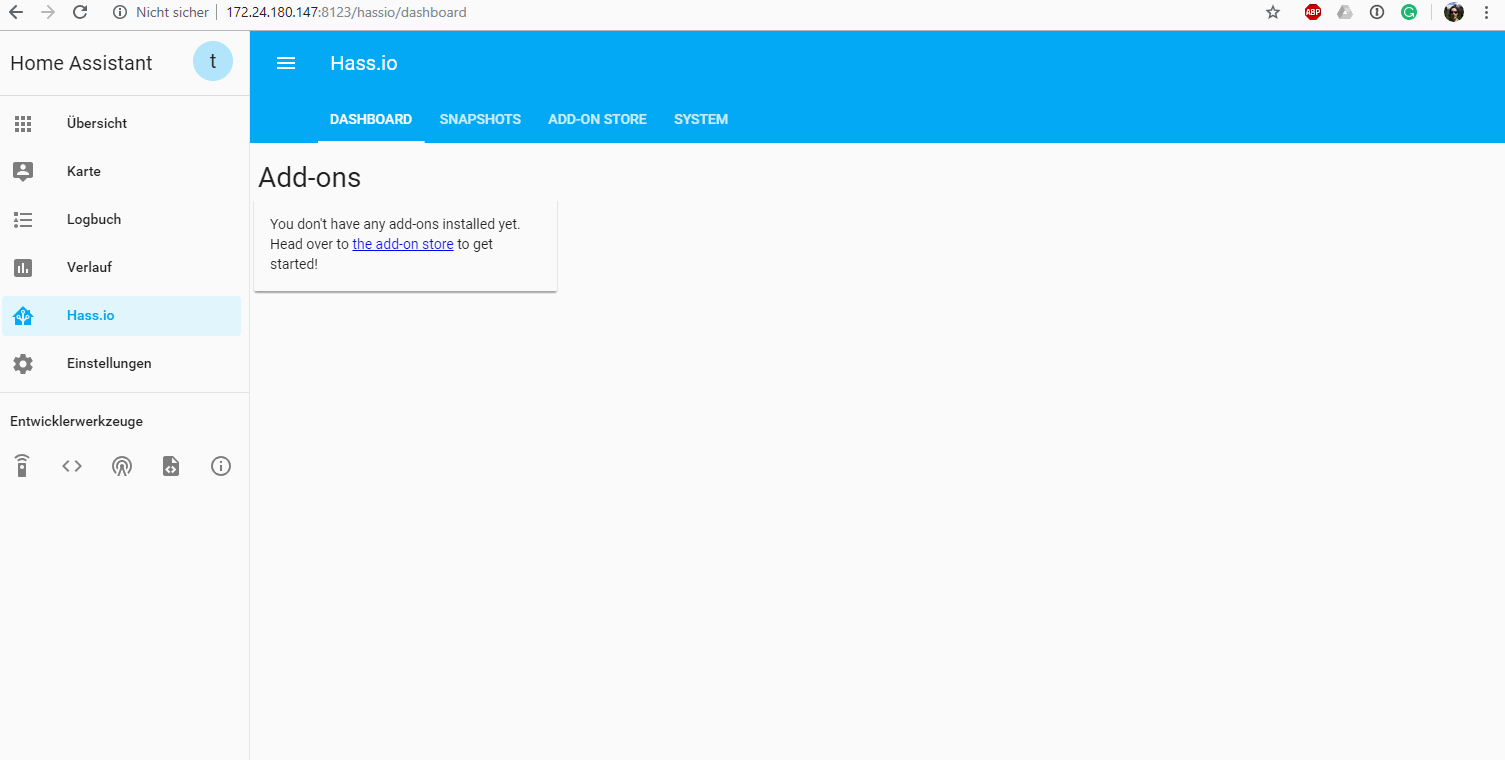 Nicht sicher 172.24.180.147:8123/hassio/dashboard
ABP
Home Assistant
t
Hass.io
DASHBOARD SNAPSHOTS ADD-ON STORE SYSTEM
Übersicht
Karte
Logbuch
Verlauf
Hass.io
Einstellungen
Entwicklerwerkzeuge
Add-ons
You don't have any add-ons installed yet.
Head over to the add-on store to get
started!